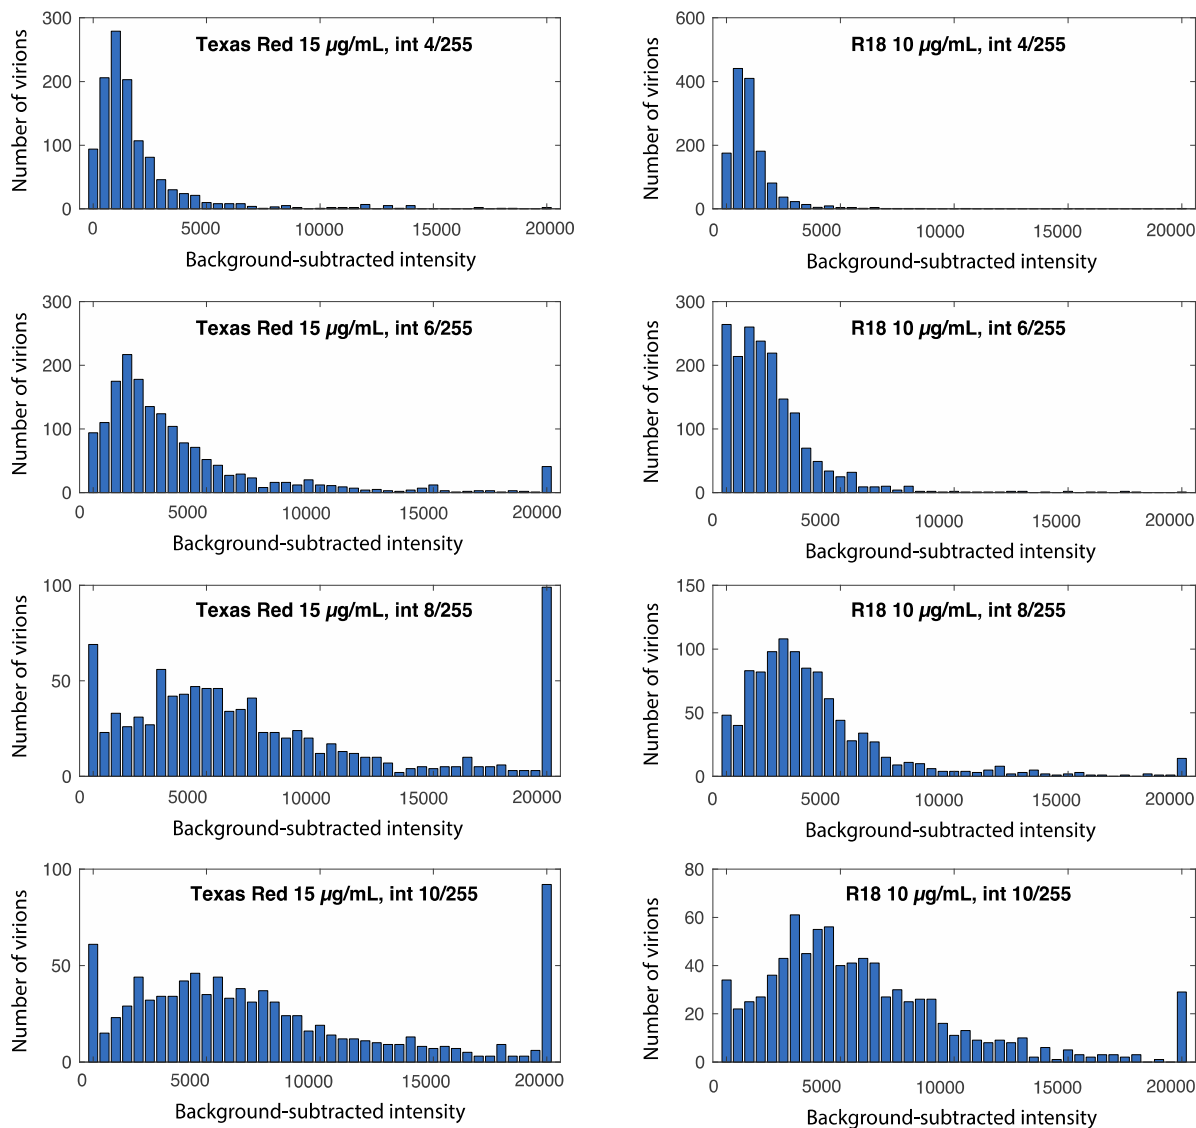 Texas Red 15 µg/mL, int 4/255
Number of virions
300
200
100
0
0 5000 10000 15000 20000
Background-subtracted intensity
R18 10 µg/mL, int 4/255
Number of virions
600
400
200
0
0 5000 10000 15000 20000
Background-subtracted intensity
Texas Red 15 µg/mL, int 6/255
Number of virions
300
200
100
0
0 5000 10000 15000 20000
Background-subtracted intensity
R18 10 µg/mL, int 6/255
Number of virions
300
200
100
0
0 5000 10000 15000 20000
Background-subtracted intensity
Texas Red 15 µg/mL, int 8/255
Number of virions
100
50
0
0 5000 10000 15000 20000
Background-subtracted intensity
R18 10 µg/mL, int 8/255
Number of virions
150
100
50
0
0 5000 10000 15000 20000
Background-subtracted intensity
Texas Red 15 µg/mL, int 10/255
Number of virions
100
50
0
0 5000 10000 15000 20000
Background-subtracted intensity
R18 10 µg/mL, int 10/255
Number of virions
80
60
40
20
0
0 5000 10000 15000 20000
Background-subtracted intensity